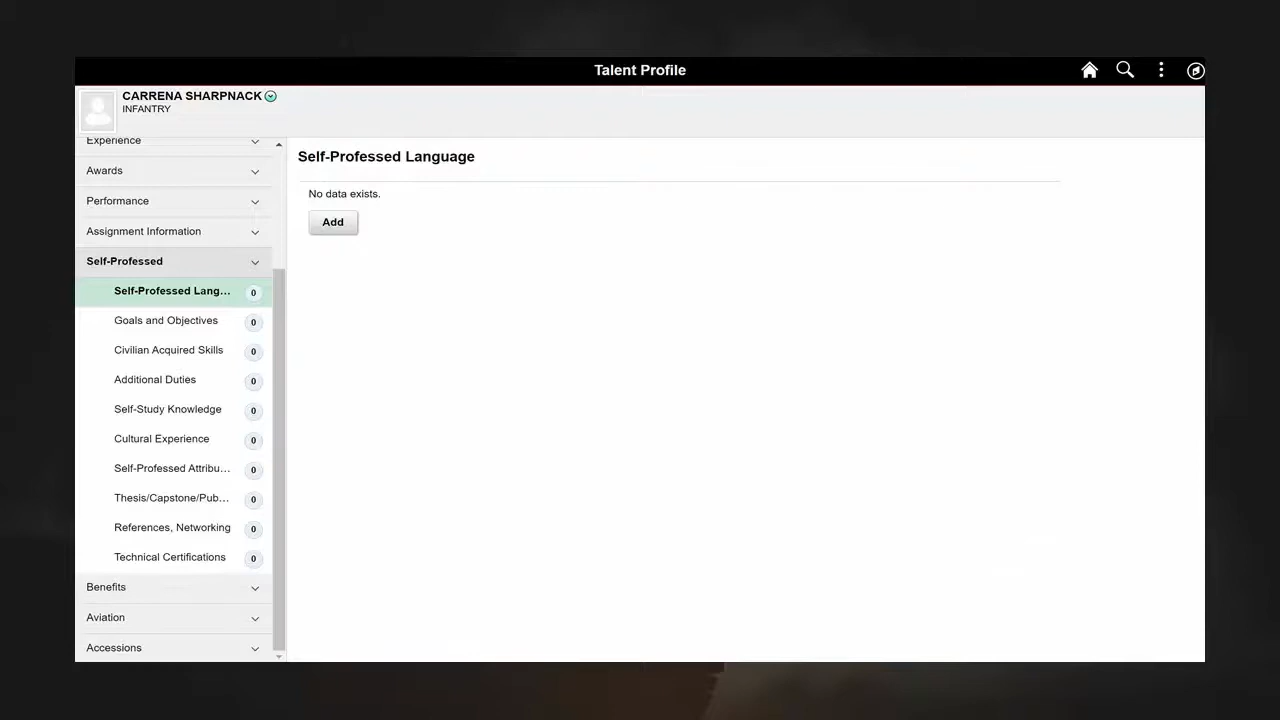 Talent Profile
CARRENA SHARPNACK
INFANTRY
Experience
Awards
Performance
Assignment Information
Self-Professed
Self-Professed Lang... 0
Goals and Objectives 0
Civilian Acquired Skills 0
Additional Duties 0
Self-Study Knowledge 0
Cultural Experience 0
Self-Professed Attribu... 0
Thesis/Capstone/Pub... 0
References, Networking 0
Technical Certifications 0
Benefits
Aviation
Accessions
Self-Professed Language
No data exists.
Add